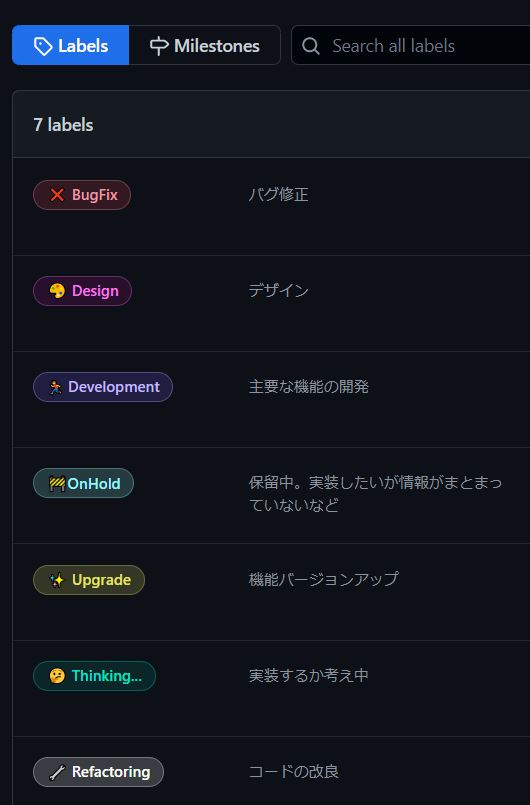 Labels
Milestones
Search all labels
7 labels
❌ BugFix
バグ修正
🎨 Design
デザイン
🏃 Development
主要な機能の開発
🚧OnHold
保留中。実装したいが情報がまとまっ
ていないなど
✨ Upgrade
機能バージョンアップ
🤔 Thinking...
実装するか考え中
🔧 Refactoring
コードの改良